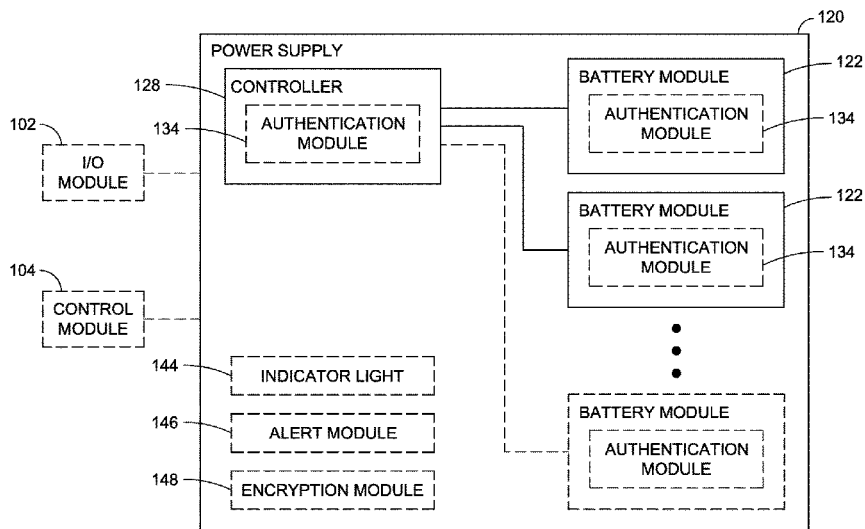 120
POWER SUPPLY
128
CONTROLLER
134
AUTHENTICATION
MODULE
BATTERY MODULE
122
AUTHENTICATION
MODULE
134
102
I/O
MODULE
BATTERY MODULE
122
AUTHENTICATION
MODULE
134
104
CONTROL
MODULE
144
INDICATOR LIGHT
146
ALERT MODULE
148
ENCRYPTION MODULE
BATTERY MODULE
AUTHENTICATION
MODULE